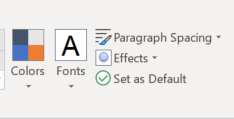 A
Colors
Fonts
Paragraph Spacing
Effects
Set as Default